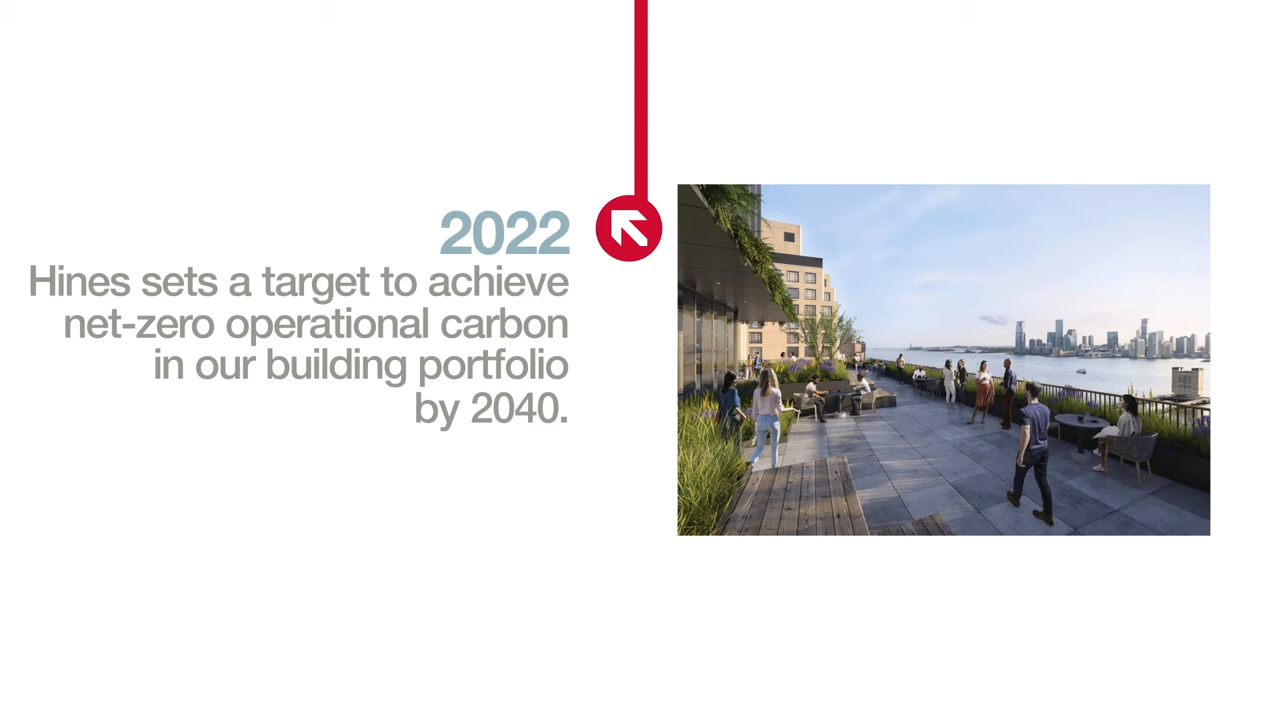 2022
Hines sets a target to achieve
net-zero operational carbon
in our building portfolio
by 2040.